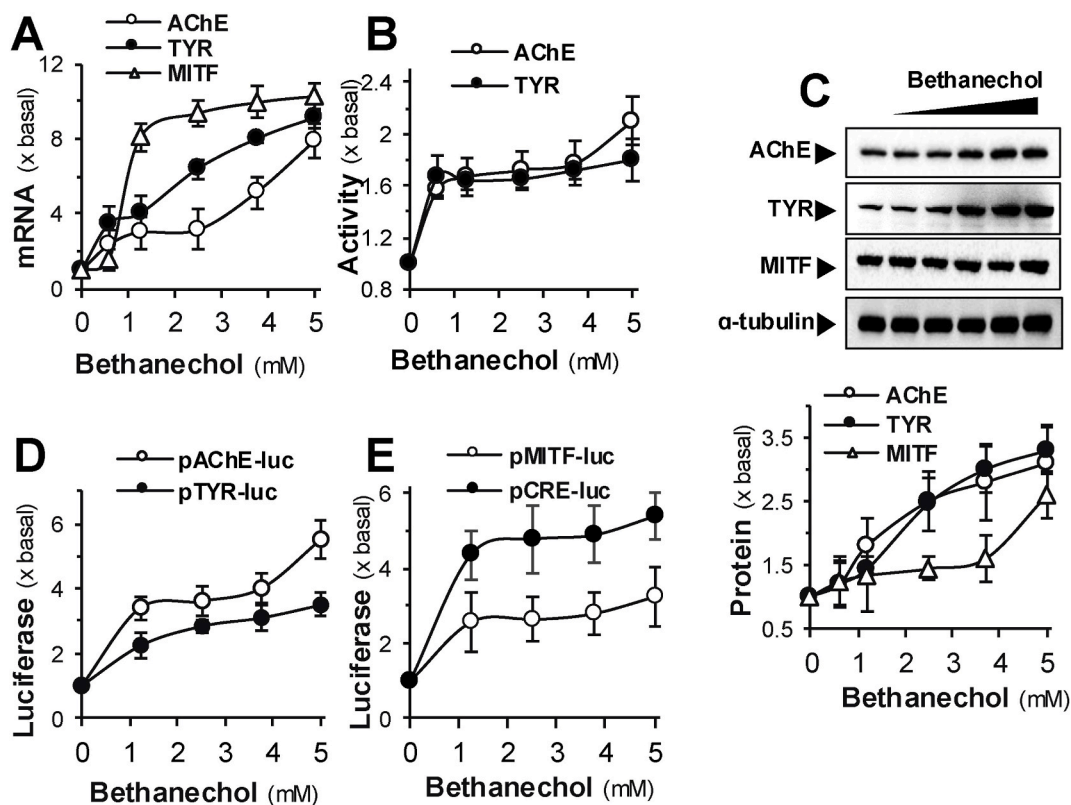 A
AChE
TYR
MITF
mRNA (x basal)
12
8
4
0
0 1 2 3 4 5
Bethanechol (mM)
B
AChE
TYR
Activity (x basal)
2.4
2
1.6
1.2
0.8
0 1 2 3 4 5
Bethanechol (mM)
C
Bethanechol
AChE
TYR
MITF
α-tubulin
AChE
TYR
MITF
Protein (x basal)
3.5
2.5
1.5
0.5
0 1 2 3 4 5
Bethanechol (mM)
D
pAChE-luc
pTYR-luc
Luciferase (x basal)
6
4
2
0
0 1 2 3 4 5
Bethanechol (mM)
E
pMITF-luc
pCRE-luc
Luciferase (x basal)
6
4
2
0
0 1 2 3 4 5
Bethanechol (mM)